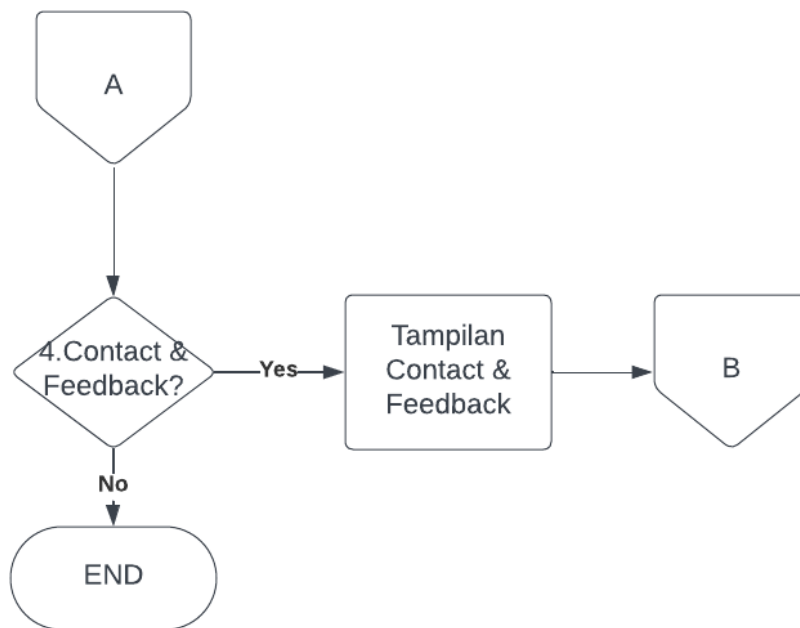 A
4.Contact &
Feedback?
Yes
Tampilan
Contact &
Feedback
B
No
END